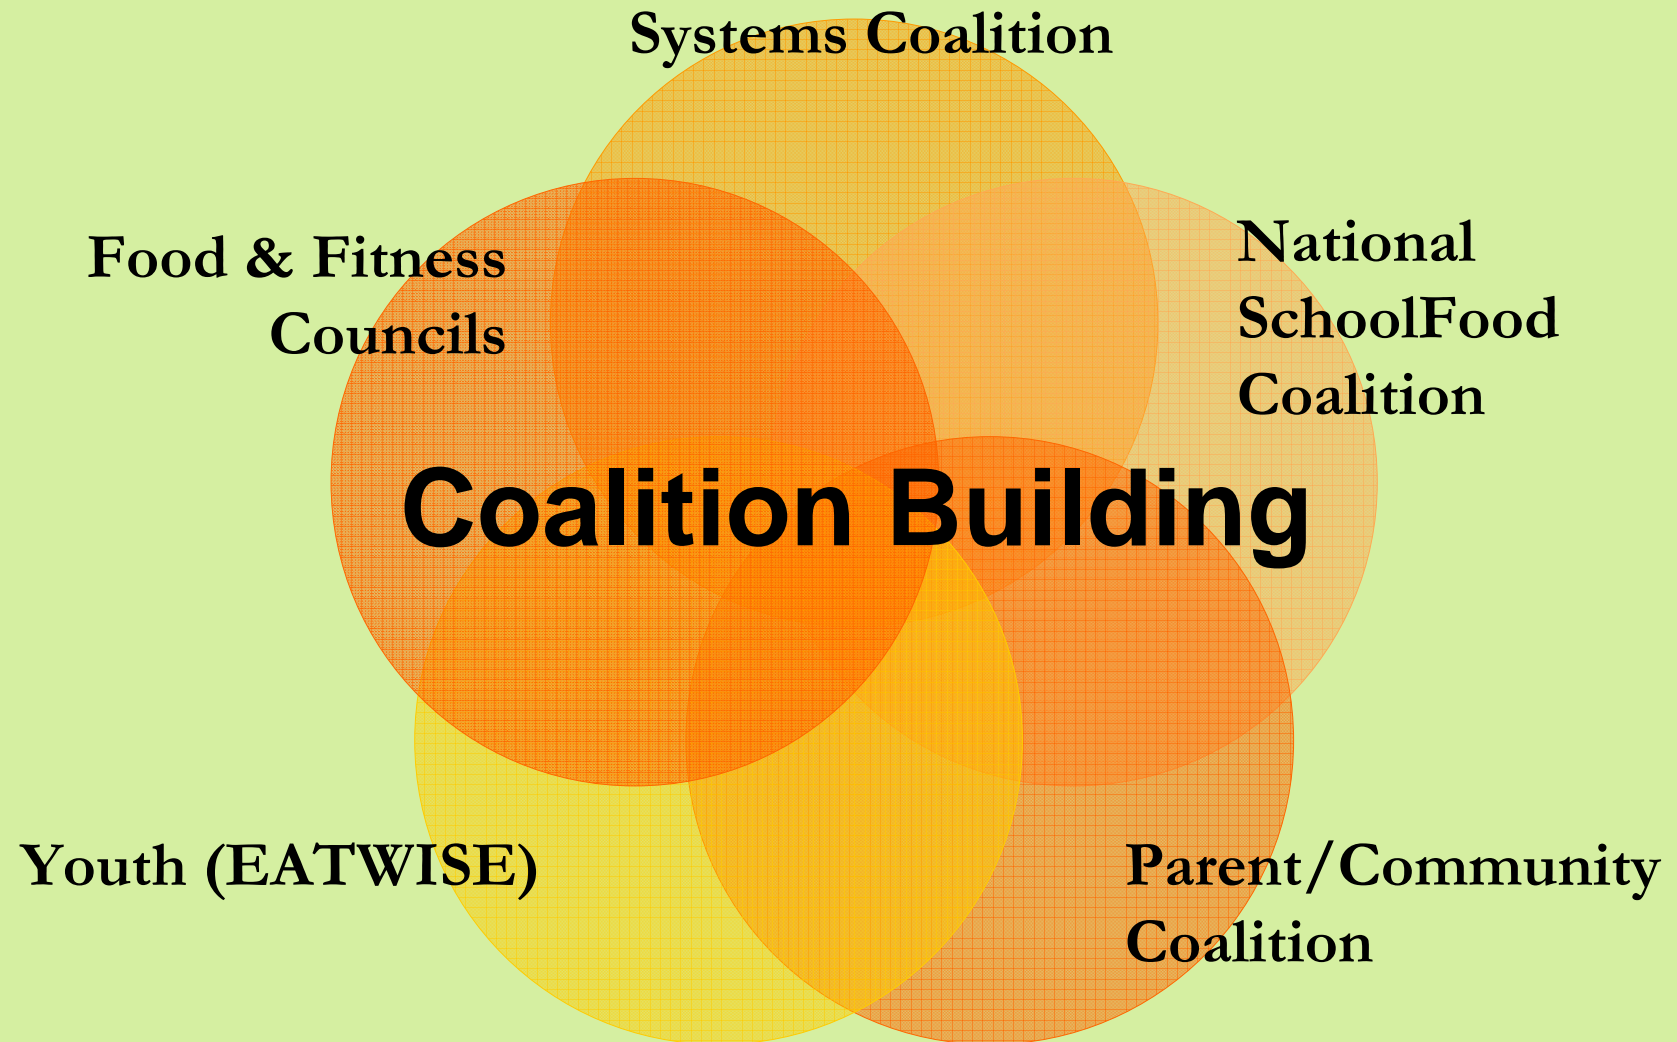 Systems Coalition
Food & Fitness
Councils
National
SchoolFood
Coalition
Coalition Building
Youth (EATWISE)
Parent/Community
Coalition